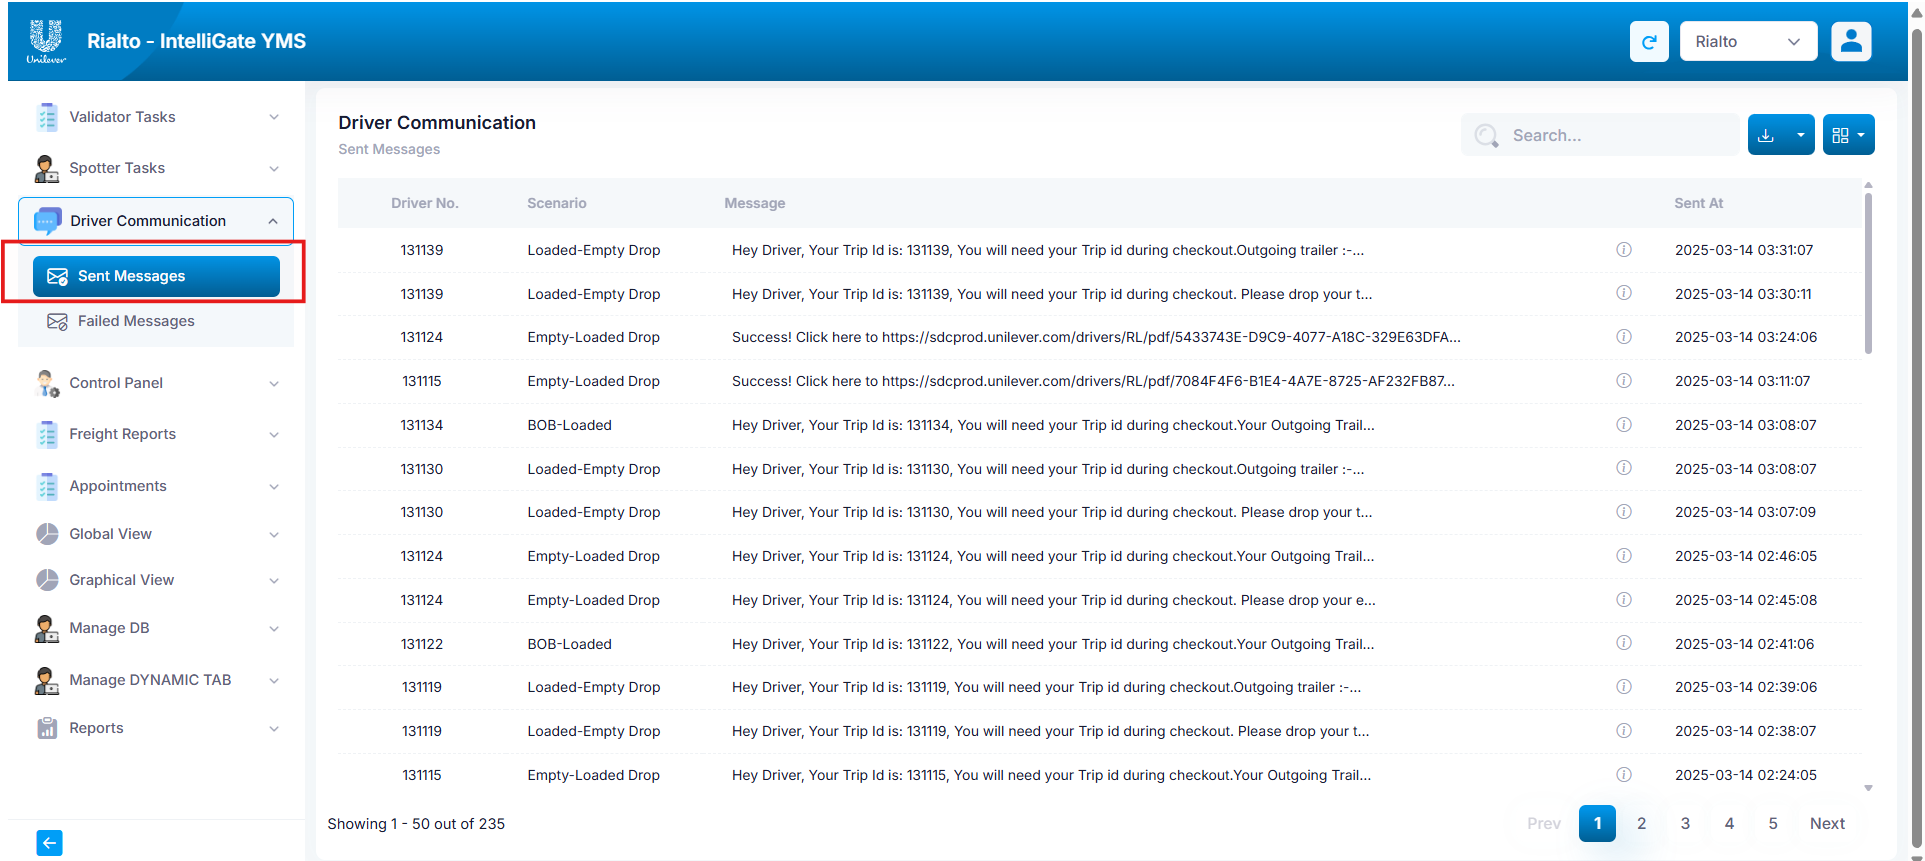 Unilever
Rialto - IntelliGate YMS
Rialto
Validator Tasks
Spotter Tasks
Driver Communication
Sent Messages
Failed Messages
Control Panel
Freight Reports
Appointments
Global View
Graphical View
Manage DB
Manage DYNAMIC TAB
Reports
Driver Communication
Sent Messages
Search...
Driver No. Scenario Message Sent At
131139 Loaded-Empty Drop Hey Driver, Your Trip Id is: 131139, You will need your Trip id during checkout.Outgoing trailer :-... 2025-03-14 03:31:07
131139 Loaded-Empty Drop Hey Driver, Your Trip Id is: 131139, You will need your Trip id during checkout. Please drop your t... 2025-03-14 03:30:11
131124 Empty-Loaded Drop Success! Click here to https://sdcprod.unilever.com/drivers/RL/pdf/5433743E-D9C9-4077-A18C-329E63DFA... 2025-03-14 03:24:06
131115 Empty-Loaded Drop Success! Click here to https://sdcprod.unilever.com/drivers/RL/pdf/7084F4F6-B1E4-4A7E-8725-AF232FB87... 2025-03-14 03:11:07
131134 BOB-Loaded Hey Driver, Your Trip Id is: 131134, You will need your Trip id during checkout.Your Outgoing Trail... 2025-03-14 03:08:07
131130 Loaded-Empty Drop Hey Driver, Your Trip Id is: 131130, You will need your Trip id during checkout.Outgoing trailer :-... 2025-03-14 03:08:07
131130 Loaded-Empty Drop Hey Driver, Your Trip Id is: 131130, You will need your Trip id during checkout. Please drop your t... 2025-03-14 03:07:09
131124 Empty-Loaded Drop Hey Driver, Your Trip Id is: 131124, You will need your Trip id during checkout.Your Outgoing Trail... 2025-03-14 02:46:05
131124 Empty-Loaded Drop Hey Driver, Your Trip Id is: 131124, You will need your Trip id during checkout. Please drop your e... 2025-03-14 02:45:08
131122 BOB-Loaded Hey Driver, Your Trip Id is: 131122, You will need your Trip id during checkout.Your Outgoing Trail... 2025-03-14 02:41:06
131119 Loaded-Empty Drop Hey Driver, Your Trip Id is: 131119, You will need your Trip id during checkout.Outgoing trailer :-... 2025-03-14 02:39:06
131119 Loaded-Empty Drop Hey Driver, Your Trip Id is: 131119, You will need your Trip id during checkout. Please drop your t... 2025-03-14 02:38:07
131115 Empty-Loaded Drop Hey Driver, Your Trip Id is: 131115, You will need your Trip id during checkout.Your Outgoing Trail... 2025-03-14 02:24:05
Showing 1 - 50 out of 235
Prev 1 2 3 4 5 Next